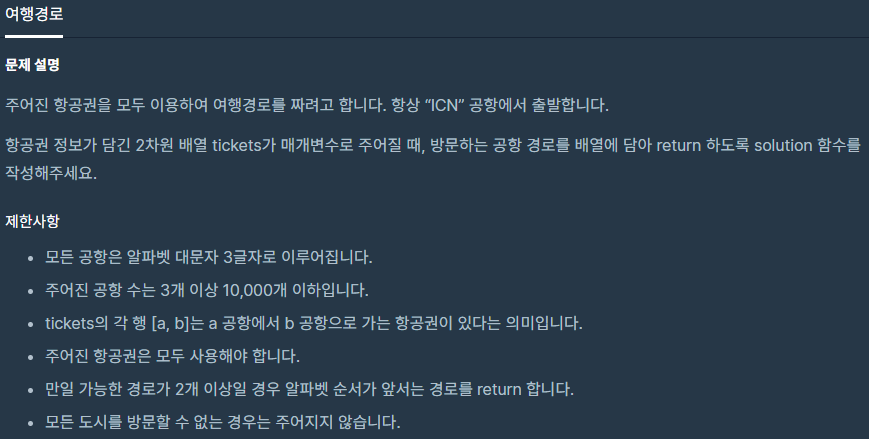 여행경로
문제 설명
주어진 항공권을 모두 이용하여 여행경로를 짜려고 합니다. 항상 “ICN” 공항에서 출발합니다.
항공권 정보가 담긴 2차원 배열 tickets가 매개변수로 주어질 때, 방문하는 공항 경로를 배열에 담아 return 하도록 solution 함수를
작성해주세요.
제한사항
• 모든 공항은 알파벳 대문자 3글자로 이루어집니다.
• 주어진 공항 수는 3개 이상 10,000개 이하입니다.
• tickets의 각 행 [a, b]는 a 공항에서 b 공항으로 가는 항공권이 있다는 의미입니다.
• 주어진 항공권은 모두 사용해야 합니다.
• 만일 가능한 경로가 2개 이상일 경우 알파벳 순서가 앞서는 경로를 return 합니다.
• 모든 도시를 방문할 수 없는 경우는 주어지지 않습니다.